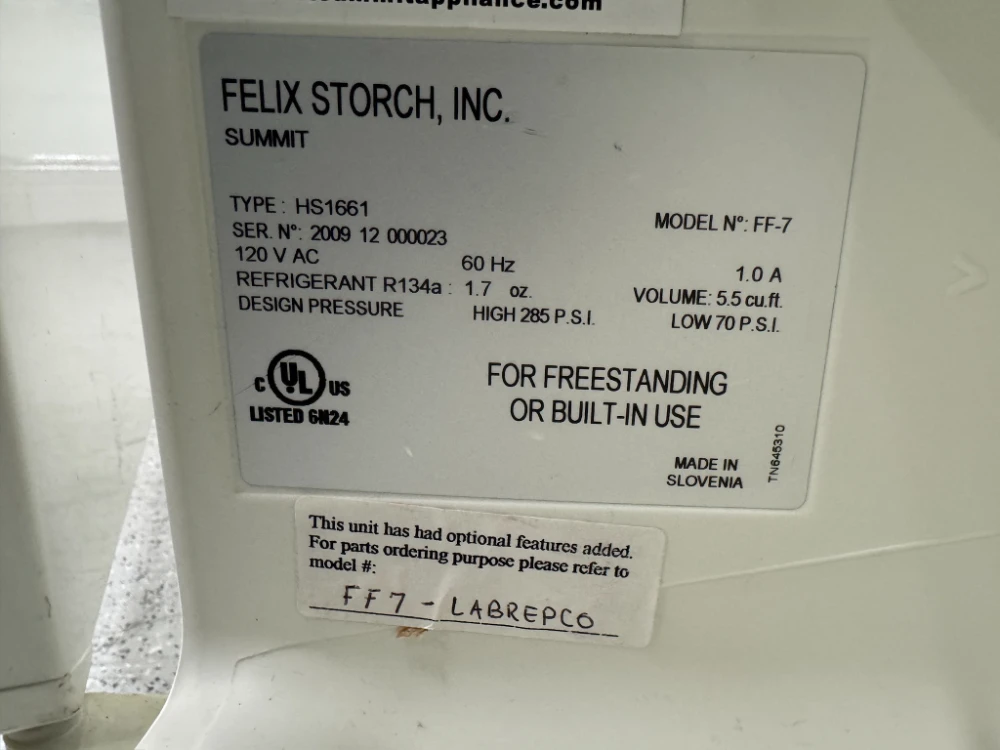 FELIX STORCH, INC.
SUMMIT
TYPE: HS1661
MODEL Nº: FF-7
SER. Nº: 2009 12 000023
120 V AC 60 Hz 1.0 A
REFRIGERANT R134a : 1.7 oz. VOLUME: 5.5 cu.ft.
DESIGN PRESSURE HIGH 285 P.S.I. LOW 70 P.S.I.
C UL US
LISTED 6N24
FOR FREESTANDING
OR BUILT-IN USE
MADE IN
SLOVENIA
TN645310
This unit has had optional features added.
For parts ordering purpose please refer to
model #:
FF7 - LABREPCO